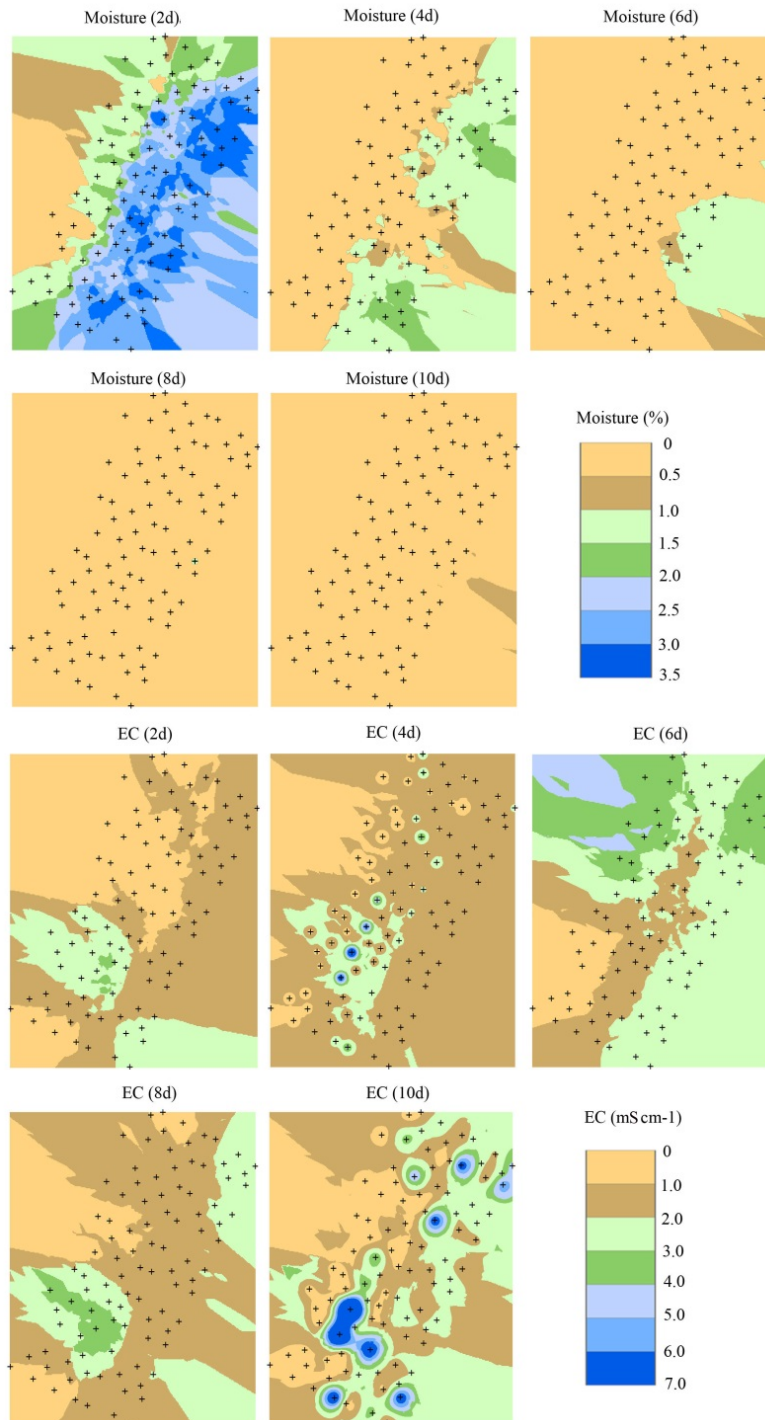 Moisture (2d)
Moisture (4d)
Moisture (6d)
Moisture (8d)
Moisture (10d)
Moisture (%)
0
0.5
1.0
1.5
2.0
2.5
3.0
3.5
EC (2d)
EC (4d)
EC (6d)
EC (8d)
EC (10d)
EC (mS cm-1)
0
1.0
2.0
3.0
4.0
5.0
6.0
7.0